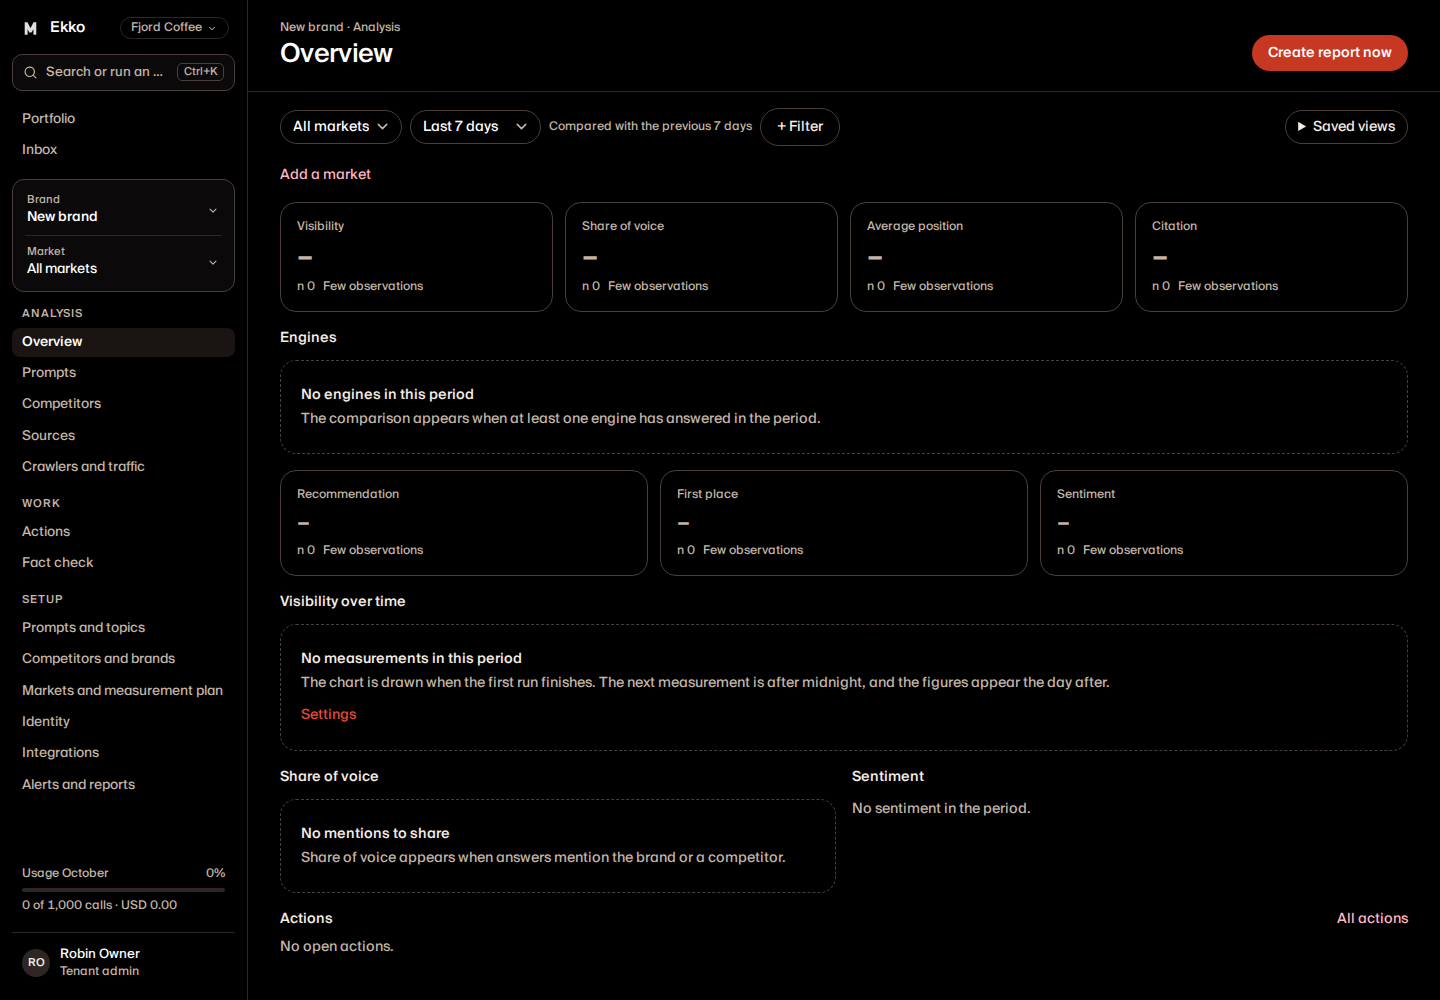 Ekko
Fjord Coffee
Search or run an ...
Ctrl+K
Portfolio
Inbox
Brand
New brand
Market
All markets
ANALYSIS
Overview
Prompts
Competitors
Sources
Crawlers and traffic
WORK
Actions
Fact check
SETUP
Prompts and topics
Competitors and brands
Markets and measurement plan
Identity
Integrations
Alerts and reports
Usage October 0%
0 of 1,000 calls · USD 0.00
RO
Robin Owner
Tenant admin
New brand · Analysis
Overview
Create report now
All markets
Last 7 days
Compared with the previous 7 days
+ Filter
Saved views
Add a market
Visibility
–
n 0 Few observations
Share of voice
–
n 0 Few observations
Average position
–
n 0 Few observations
Citation
–
n 0 Few observations
Engines
No engines in this period
The comparison appears when at least one engine has answered in the period.
Recommendation
–
n 0 Few observations
First place
–
n 0 Few observations
Sentiment
–
n 0 Few observations
Visibility over time
No measurements in this period
The chart is drawn when the first run finishes. The next measurement is after midnight, and the figures appear the day after.
Settings
Share of voice
No mentions to share
Share of voice appears when answers mention the brand or a competitor.
Sentiment
No sentiment in the period.
Actions
All actions
No open actions.